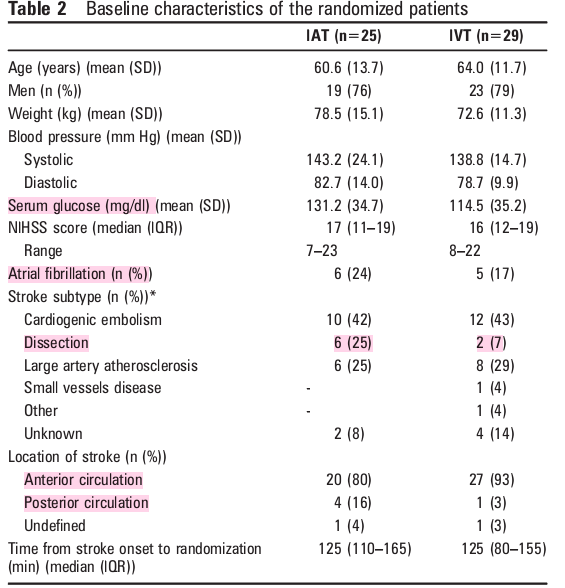 Table 2 Baseline characteristics of the randomized patients
IAT (n=25) IVT (n=29)
Age (years) (mean (SD)) 60.6 (13.7) 64.0 (11.7)
Men (n (%)) 19 (76) 23 (79)
Weight (kg) (mean (SD)) 78.5 (15.1) 72.6 (11.3)
Blood pressure (mm Hg) (mean (SD))
Systolic 143.2 (24.1) 138.8 (14.7)
Diastolic 82.7 (14.0) 78.7 (9.9)
Serum glucose (mg/dl) (mean (SD)) 131.2 (34.7) 114.5 (35.2)
NIHSS score (median (IQR)) 17 (11–19) 16 (12–19)
Range 7–23 8–22
Atrial fibrillation (n (%)) 6 (24) 5 (17)
Stroke subtype (n (%))*
Cardiogenic embolism 10 (42) 12 (43)
Dissection 6 (25) 2 (7)
Large artery atherosclerosis 6 (25) 8 (29)
Small vessels disease - 1 (4)
Other - 1 (4)
Unknown 2 (8) 4 (14)
Location of stroke (n (%))
Anterior circulation 20 (80) 27 (93)
Posterior circulation 4 (16) 1 (3)
Undefined 1 (4) 1 (3)
Time from stroke onset to randomization 125 (110–165) 125 (80–155)
(min) (median (IQR))